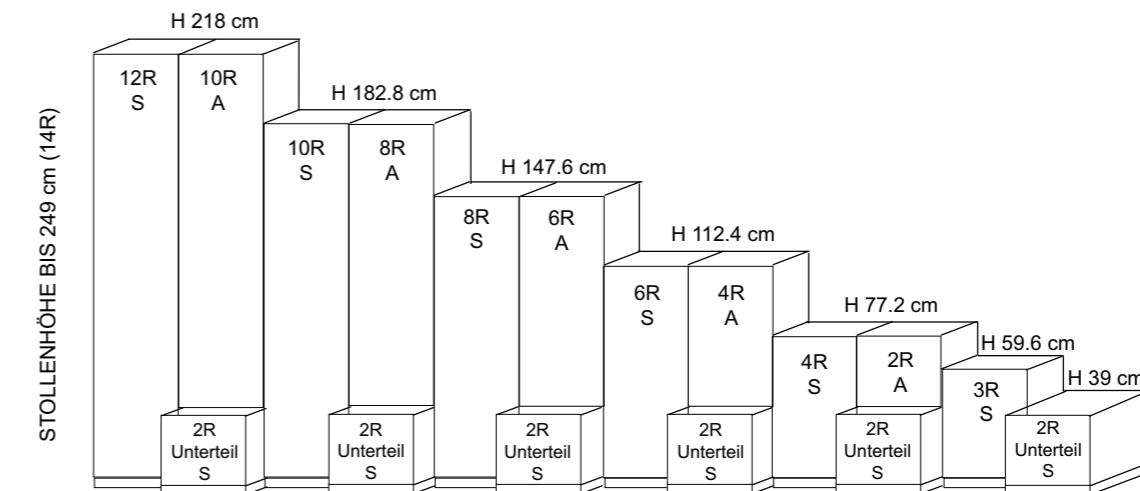 H 218 cm
12R
S
10R
A
H 182.8 cm
10R
S
8R
A
H 147.6 cm
8R
S
6R
A
H 112.4 cm
6R
S
4R
A
H 77.2 cm
4R
S
2R
A
H 59.6 cm
3R
S
H 39 cm
STOLLENHÖHE BIS 249 cm (14R)
2R
Unterteil
S
2R
Unterteil
S
2R
Unterteil
S
2R
Unterteil
S
2R
Unterteil
S
2R
Unterteil
S